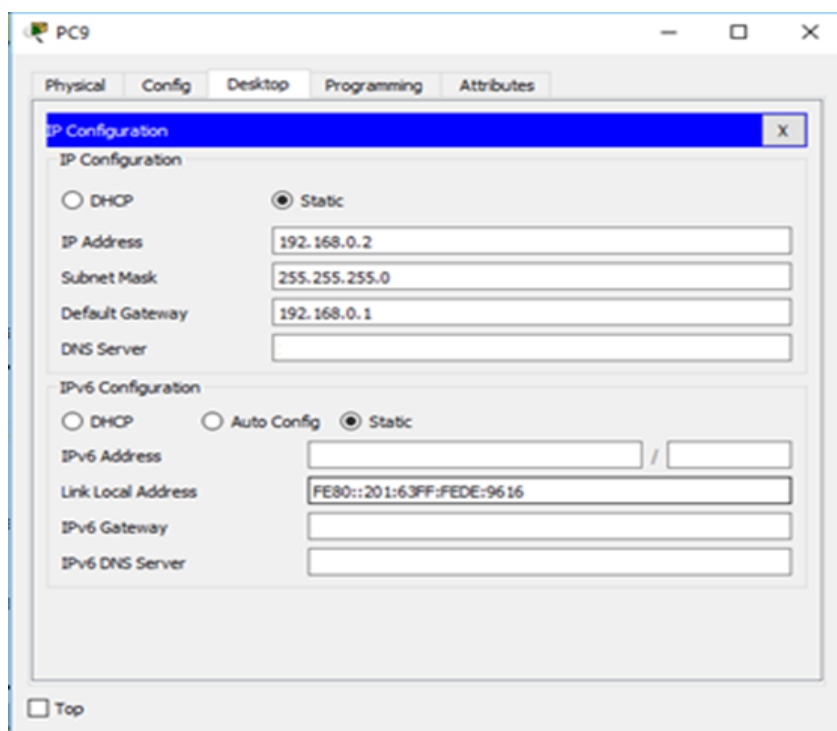 PC9
Physical Config Desktop Programming Attributes
IP Configuration X
IP Configuration
DHCP Static
IP Address 192.168.0.2
Subnet Mask 255.255.255.0
Default Gateway 192.168.0.1
DNS Server
IPv6 Configuration
DHCP Auto Config Static
IPv6 Address /
Link Local Address FE80::201:63FF:FEDE:9616
IPv6 Gateway
IPv6 DNS Server
Top